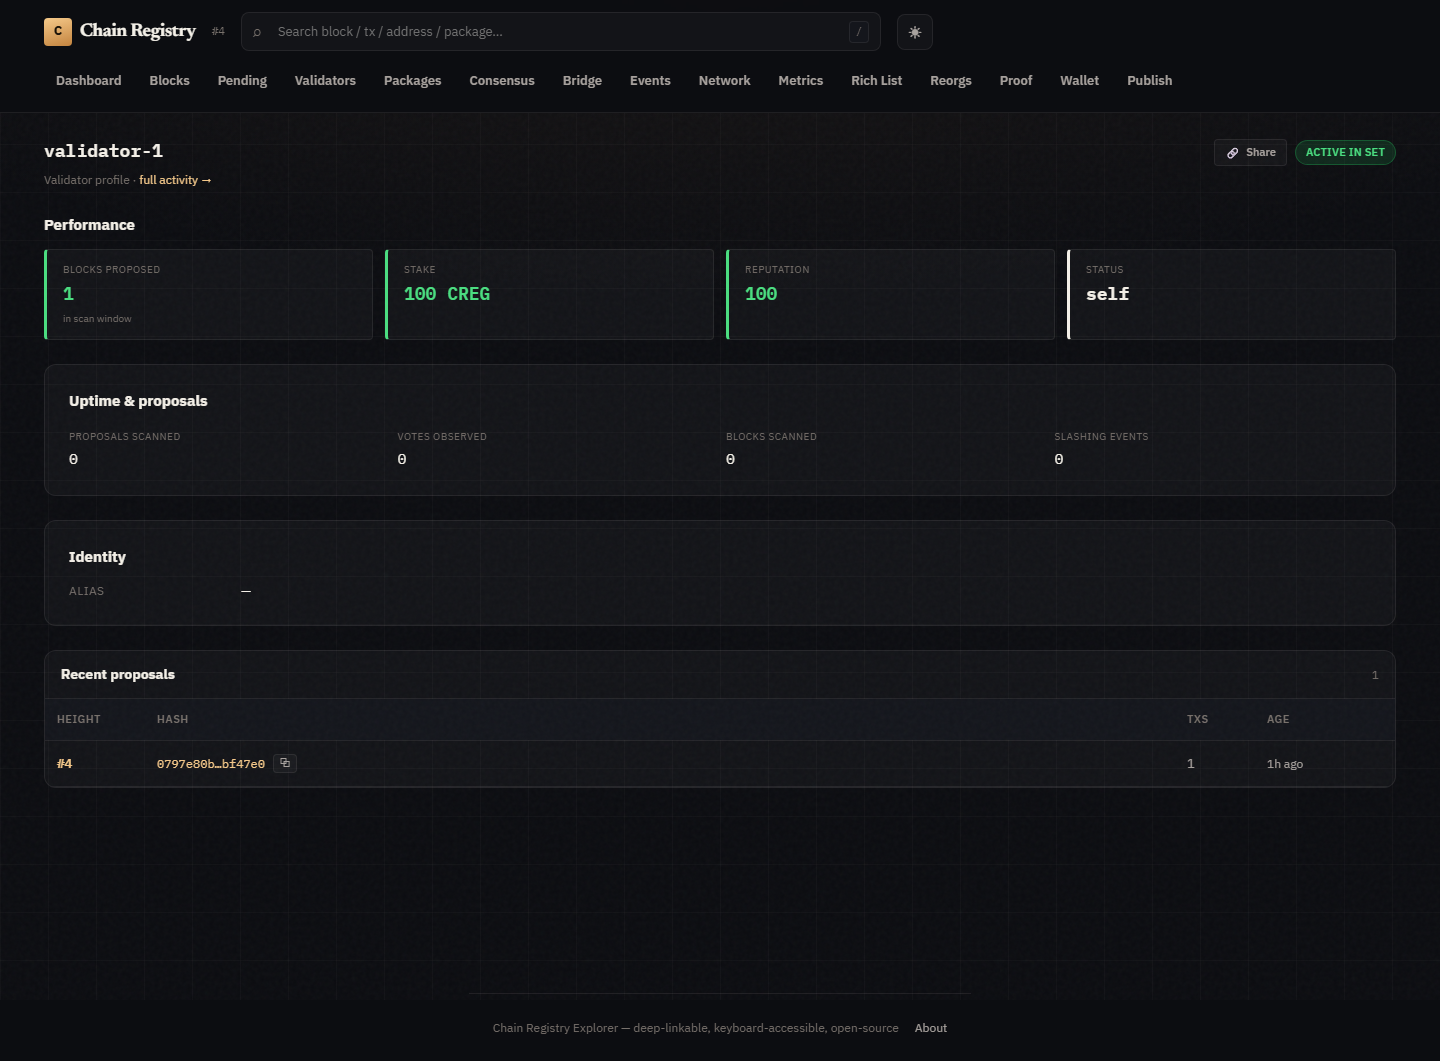 C Chain Registry #4 Search block / tx / address / package... /
Dashboard Blocks Pending Validators Packages Consensus Bridge Events Network Metrics Rich List Reorgs Proof Wallet Publish
validator-1
Share ACTIVE IN SET
Validator profile · full activity →
Performance
BLOCKS PROPOSED
1
in scan window
STAKE
100 CREG
REPUTATION
100
STATUS
self
Uptime & proposals
PROPOSALS SCANNED
0
VOTES OBSERVED
0
BLOCKS SCANNED
0
SLASHING EVENTS
0
Identity
ALIAS —
Recent proposals 1
HEIGHT HASH TXS AGE
#4 0797e80b…bf47e0 1 1h ago
Chain Registry Explorer — deep-linkable, keyboard-accessible, open-source About